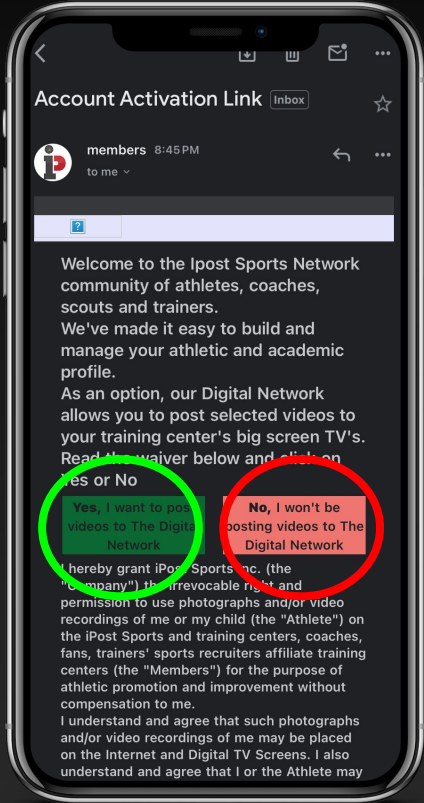 Account Activation Link Inbox
ip
members 8:45 PM
to me
?
Welcome to the Ipost Sports Network
community of athletes, coaches,
scouts and trainers.
We've made it easy to build and
manage your athletic and academic
profile.
As an option, our Digital Network
allows you to post selected videos to
your training center's big screen TV's.
Read the waiver below and click on
Yes or No
Yes, I want to post
videos to The Digital
Network
No, I won't be
posting videos to The
Digital Network
I hereby grant iPost Sports Inc. (the
"Company") the irrevocable right and
permission to use photographs and/or video
recordings of me or my child (the "Athlete") on
the iPost Sports and training centers, coaches,
fans, trainers' sports recruiters affiliate training
centers (the "Members") for the purpose of
athletic promotion and improvement without
compensation to me.
I understand and agree that such photographs
and/or video recordings of me may be placed
on the Internet and Digital TV Screens. I also
understand and agree that I or the Athlete may